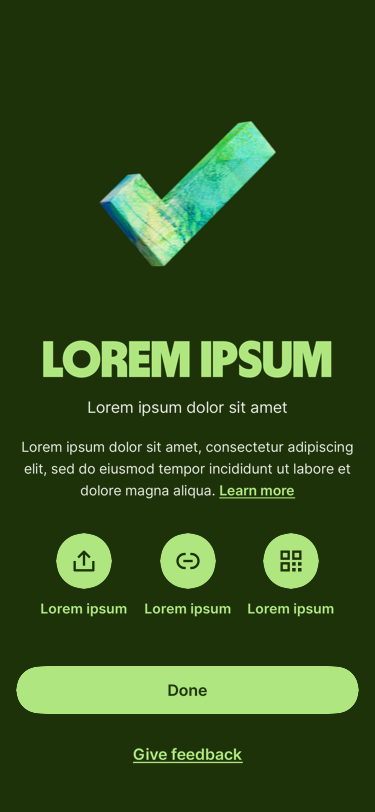 LOREM IPSUM
Lorem ipsum dolor sit amet
Lorem ipsum dolor sit amet, consectetur adipiscing
elit, sed do eiusmod tempor incididunt ut labore et
dolore magna aliqua. Learn more
Lorem ipsum Lorem ipsum Lorem ipsum
Done
Give feedback